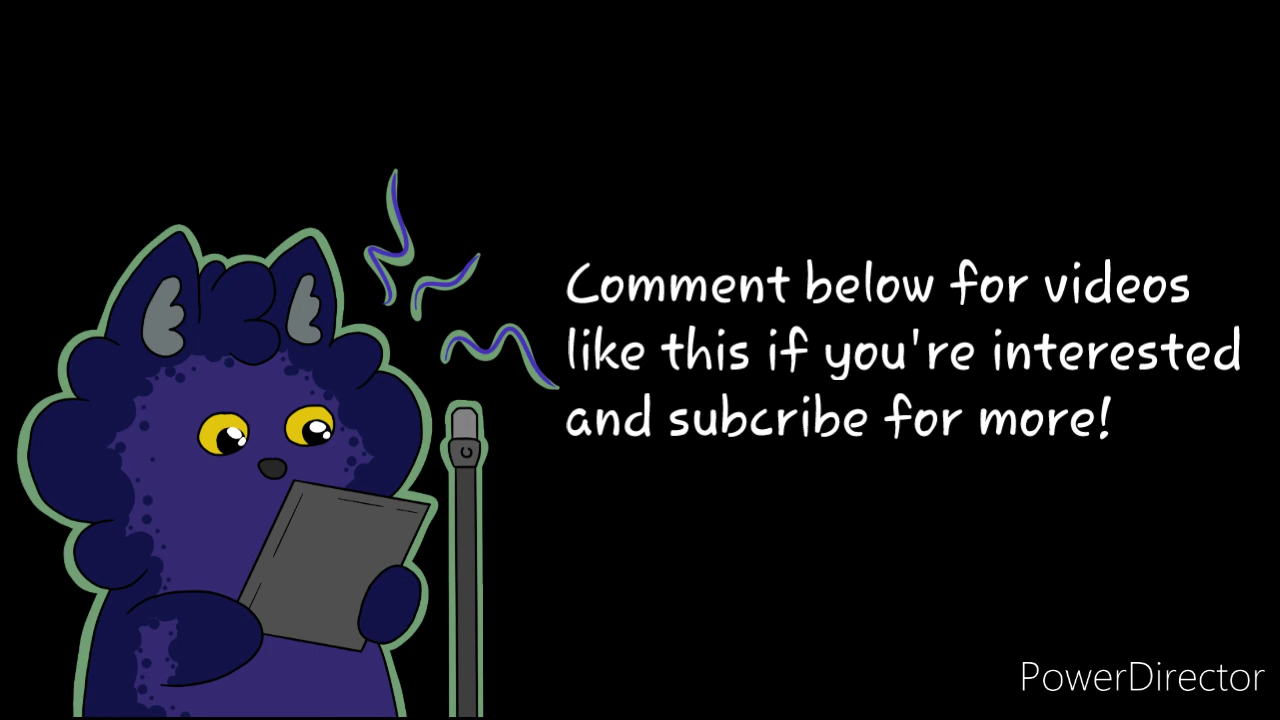 Comment below for videos
like this if you're interested
and subcribe for more!
PowerDirector